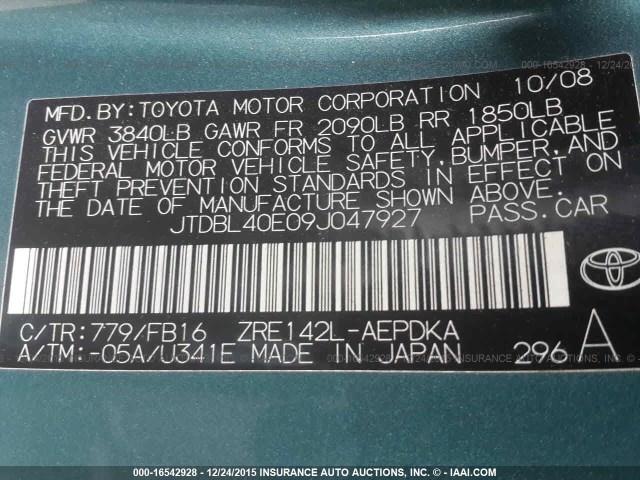 MFD.BY:TOYOTA MOTOR CORPORATION 10/08
GVWR 3840LB GAWR FR 2090LB RR 1850LB
THIS VEHICLE CONFORMS TO ALL APPLICABLE
FEDERAL MOTOR VEHICLE SAFETY,BUMPER,AND
THEFT PREVENTION STANDARDS IN EFFECT ON
THE DATE OF MANUFACTURE SHOWN ABOVE.
JTDBL40E09J047927 PASS.CAR
C/TR:779/FB16 ZRE142L-AEPDKA
A/TM:-05A/U341E MADE IN JAPAN 296 A
000-16542928 - 12/24/2015 INSURANCE AUTO AUCTIONS, INC. (C) - IAAI.COM